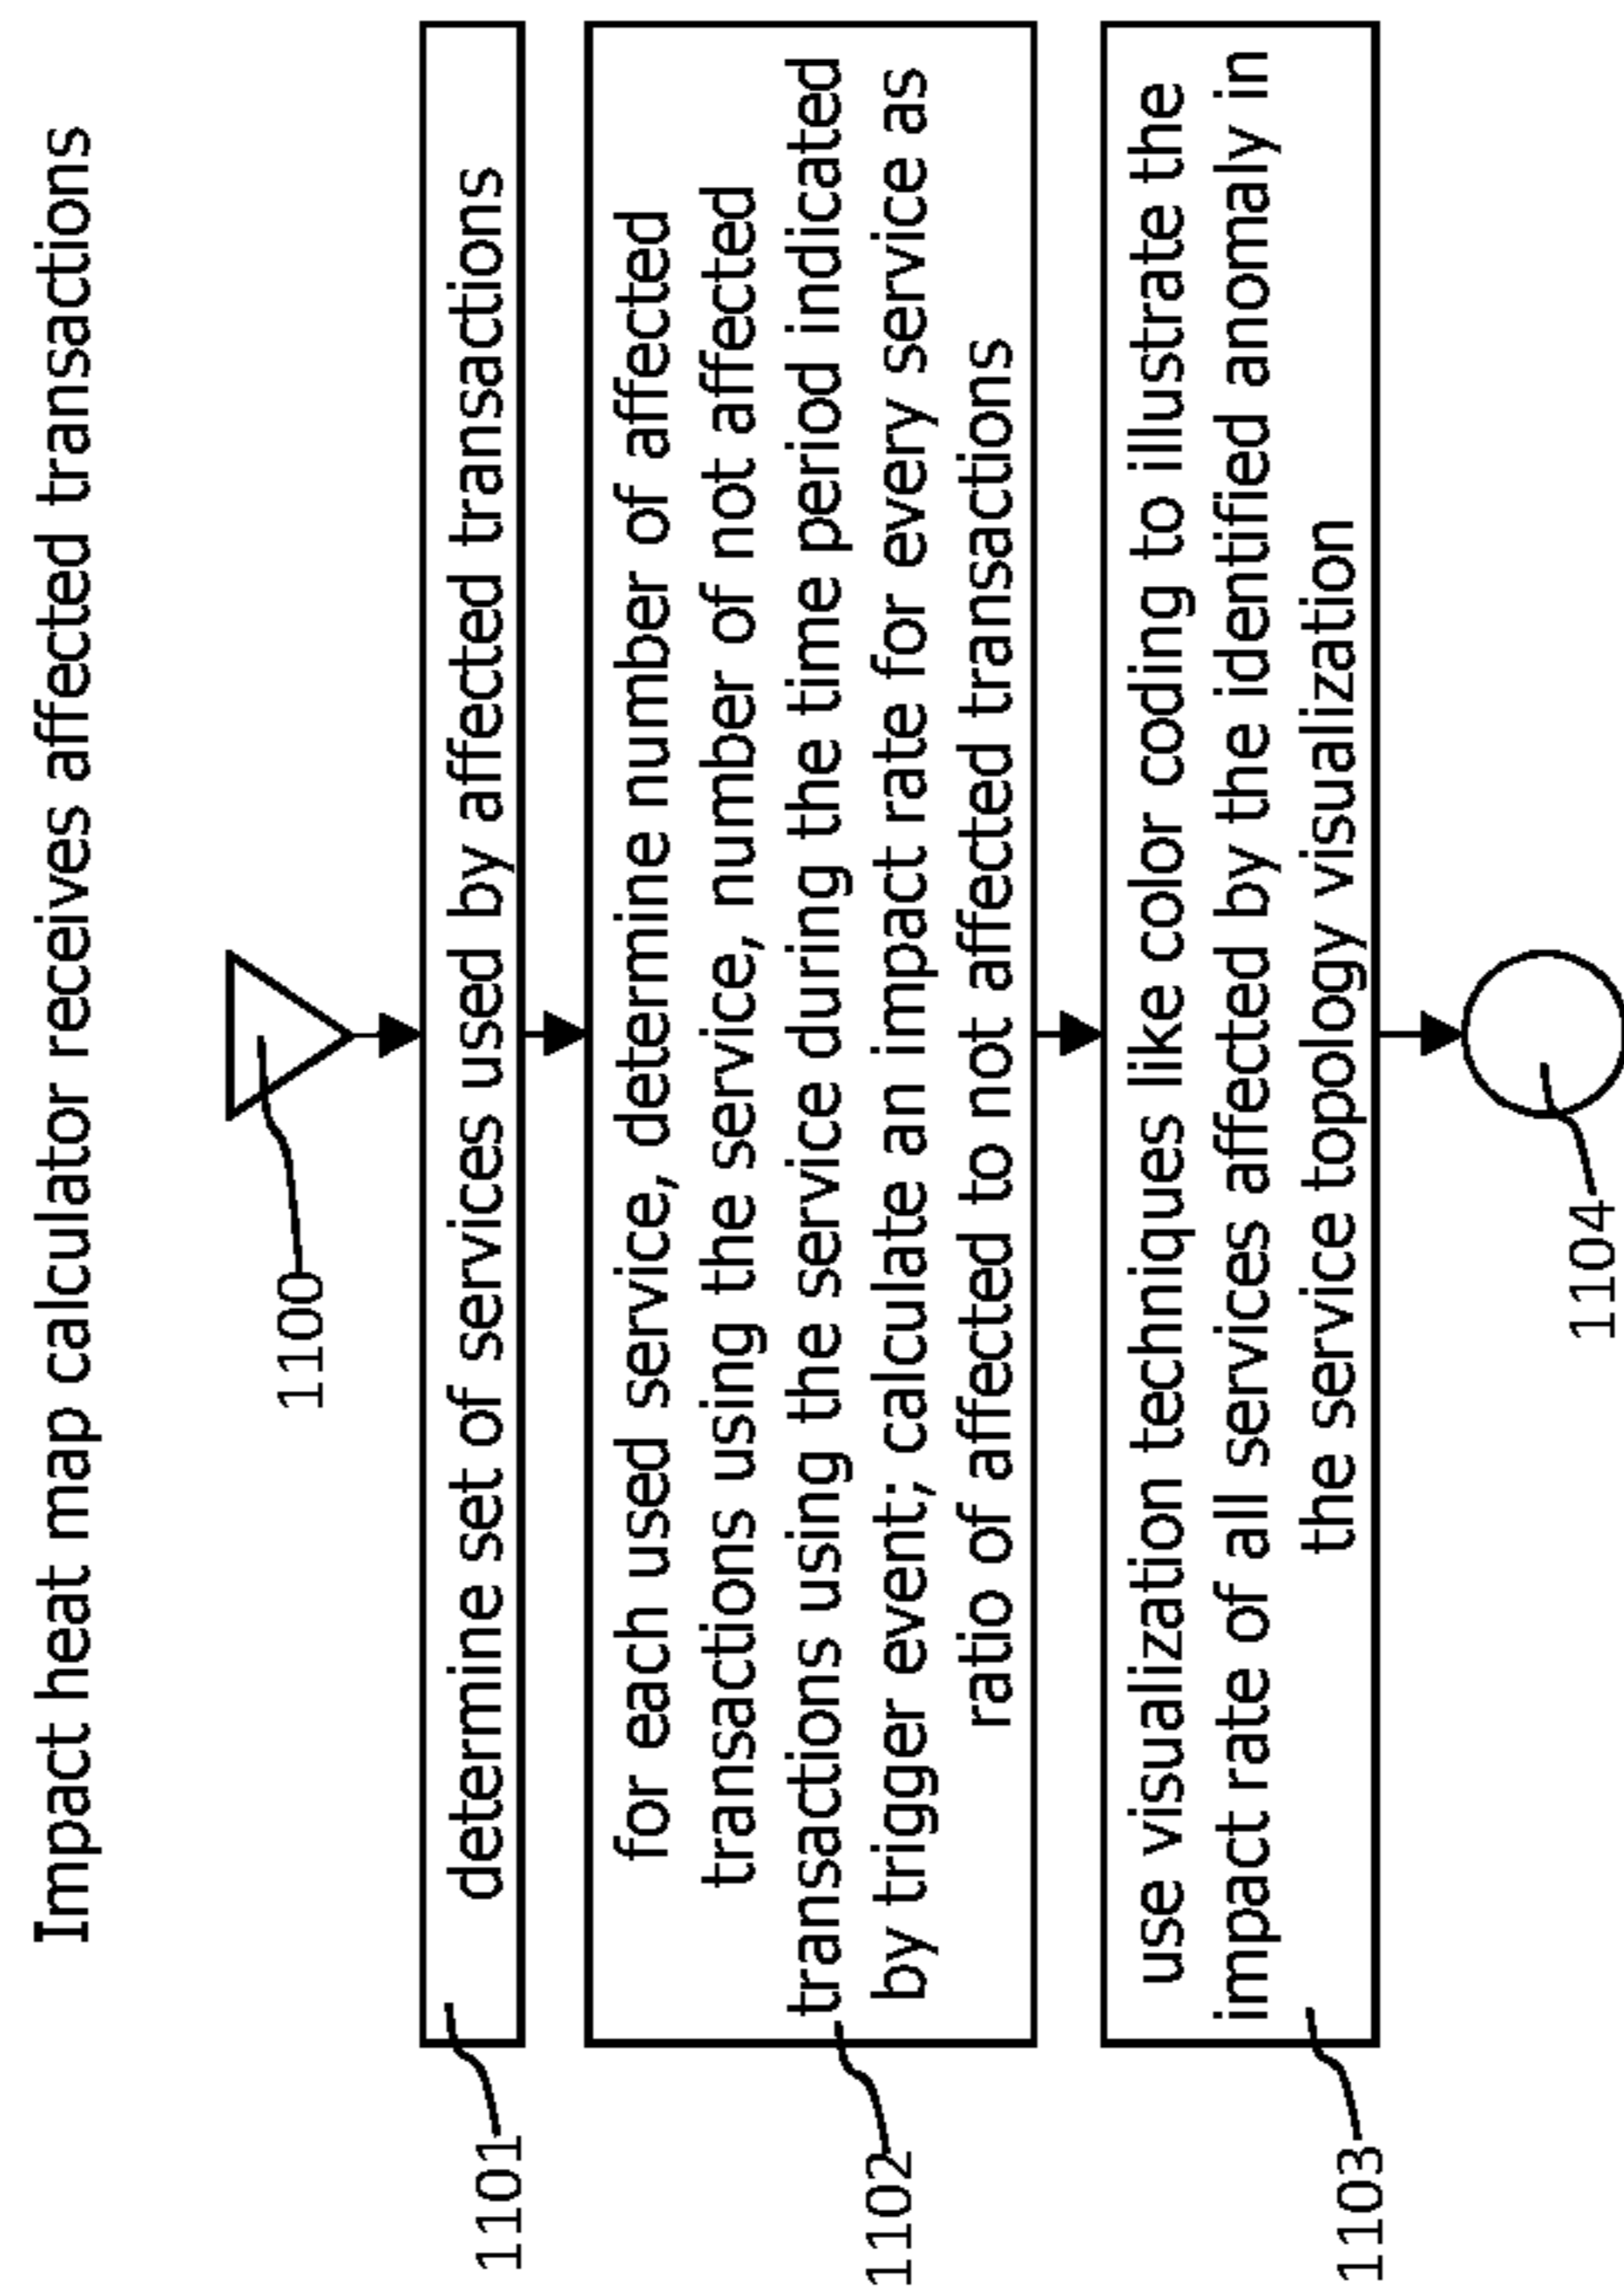 Impact heat map calculator receives affected transactions
1100
1101
determine set of services used by affected transactions
1102
for each used service, determine number of affected
transactions using the service, number of not affected
transactions using the service during the time period indicated
by trigger event; calculate an impact rate for every service as
ratio of affected to not affected transactions
1103
use visualization techniques like color coding to illustrate the
impact rate of all services affected by the identified anomaly in
the service topology visualization
1104